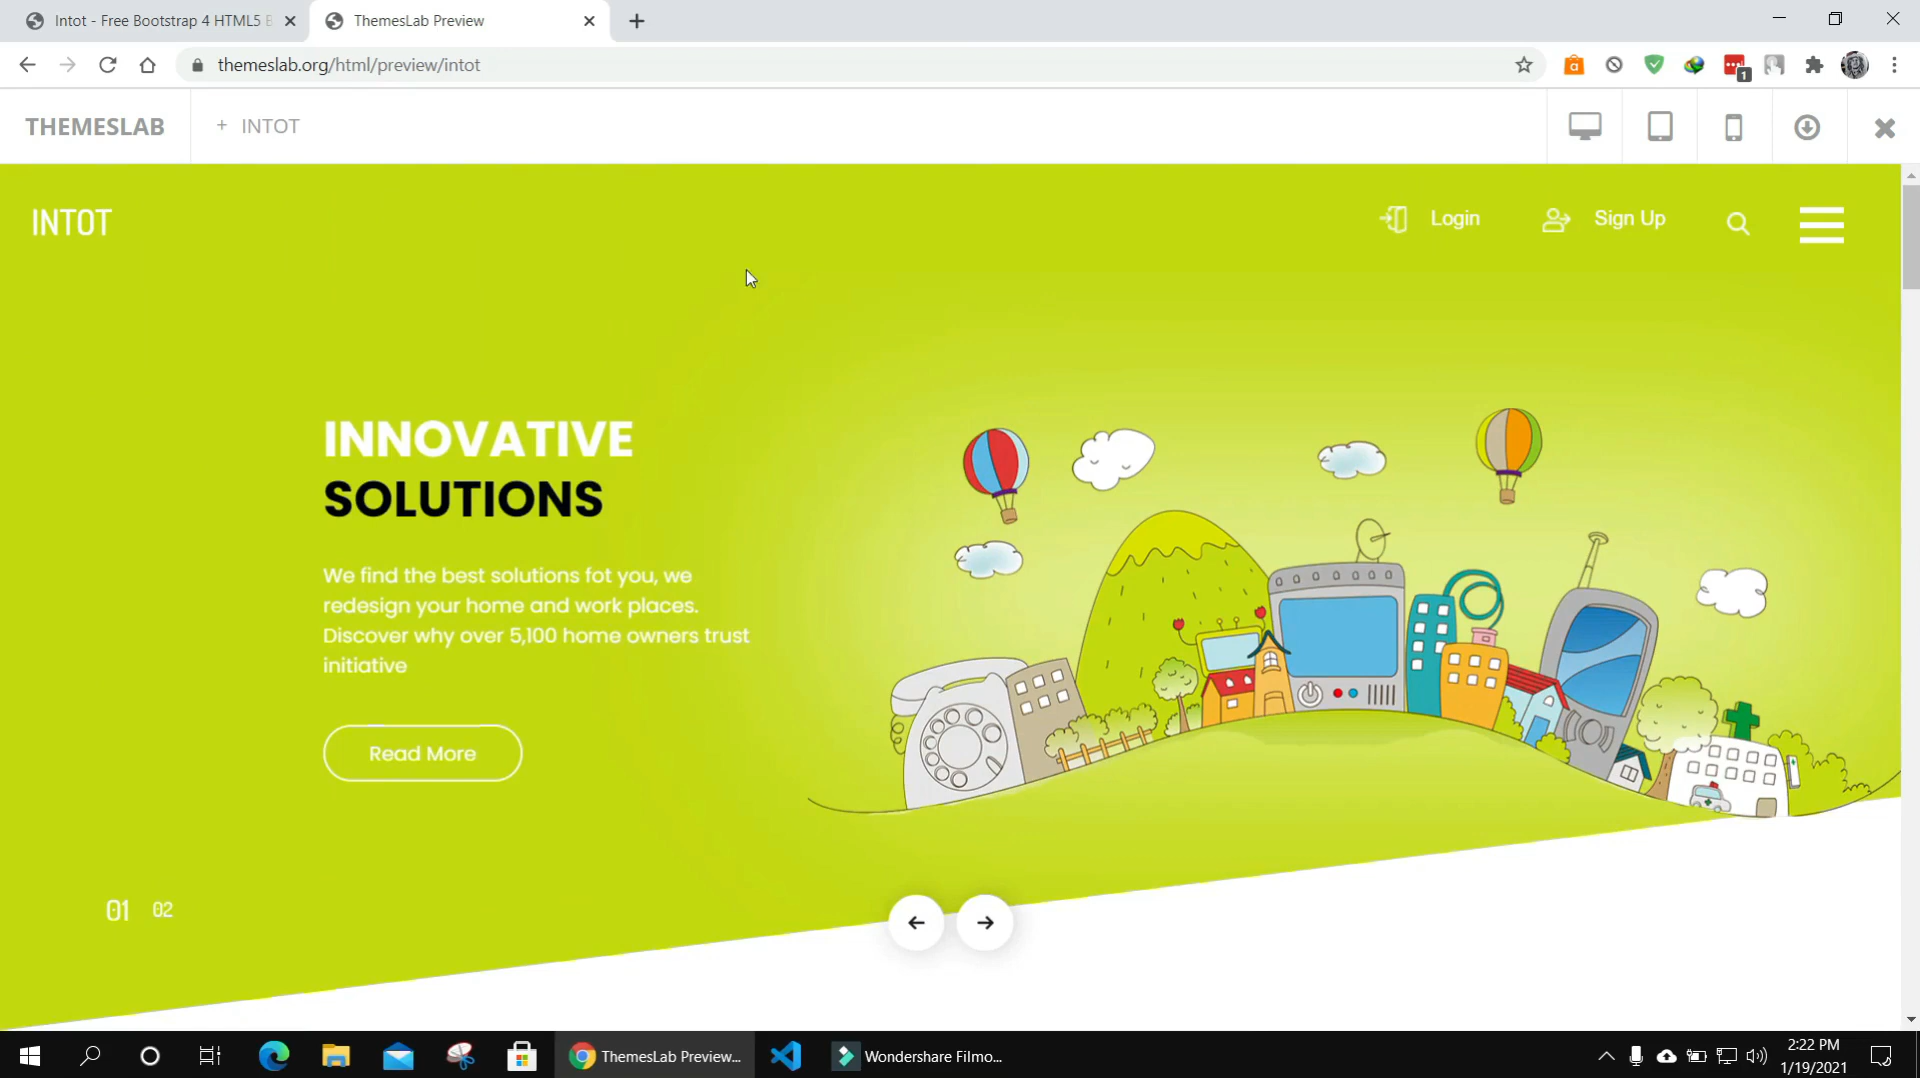 Intot - Free Bootstrap 4 HTML5 B
ThemesLab Preview
themeslab.org/html/preview/intot
1
THEMESLAB
+ INTOT
INTOT
Login
Sign Up
INNOVATIVE
SOLUTIONS
We find the best solutions fot you, we
redesign your home and work places.
Discover why over 5,100 home owners trust
initiative
Read More
01 02
ThemesLab Preview...
Wondershare Filmo...
2:22 PM
1/19/2021